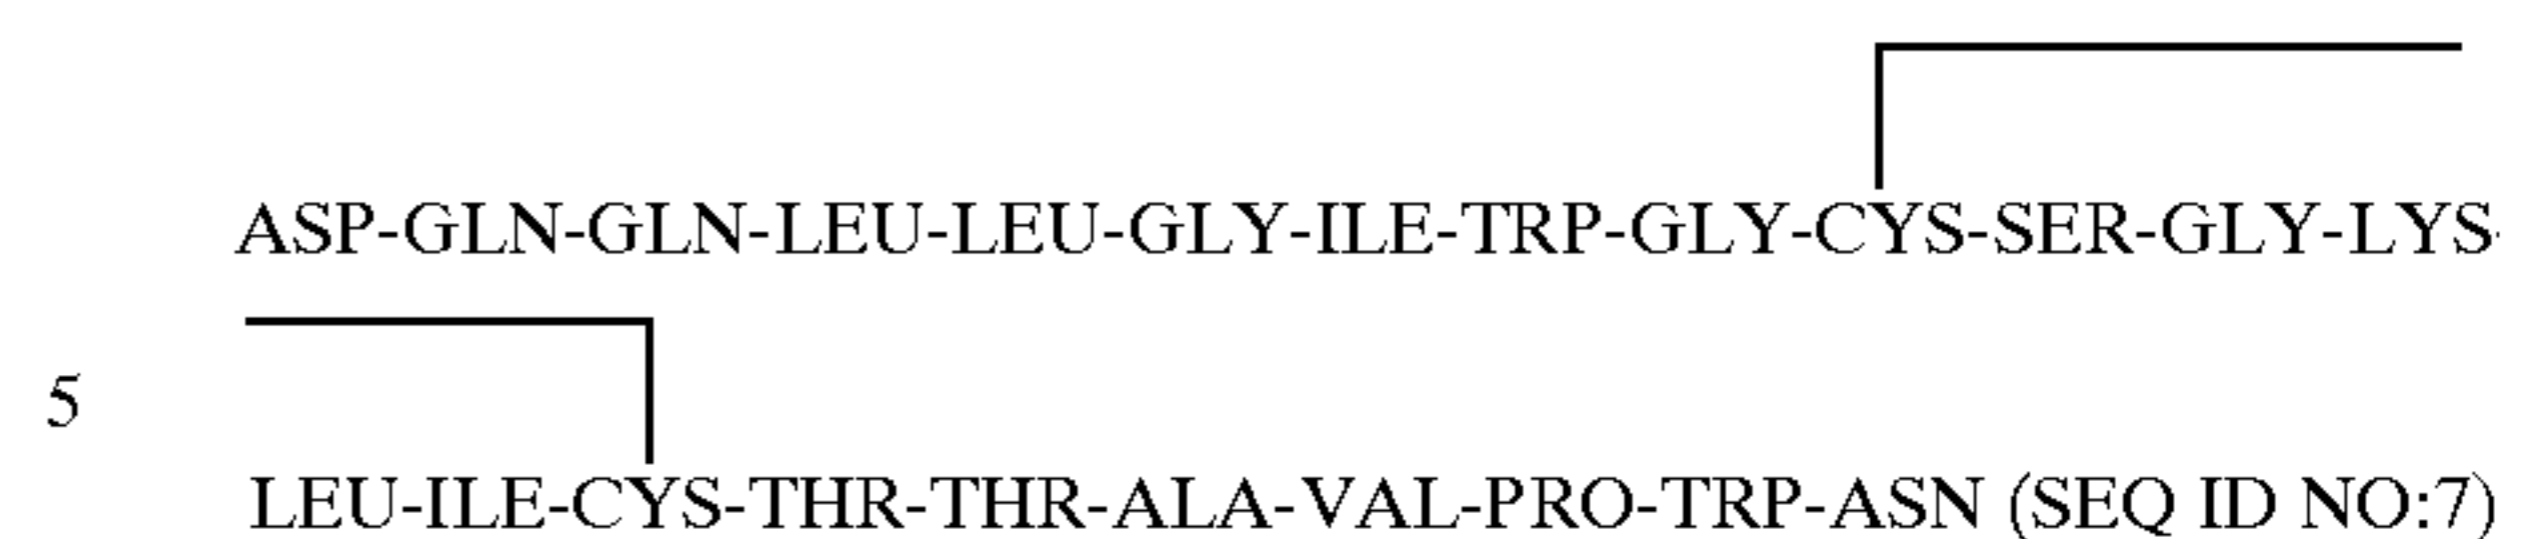 ASP-GLN-GLN-LEU-LEU-GLY-ILE-TRP-GLY-CYS-SER-GLY-LYS-
5
LEU-ILE-CYS-THR-THR-ALA-VAL-PRO-TRP-ASN (SEQ ID NO:7)